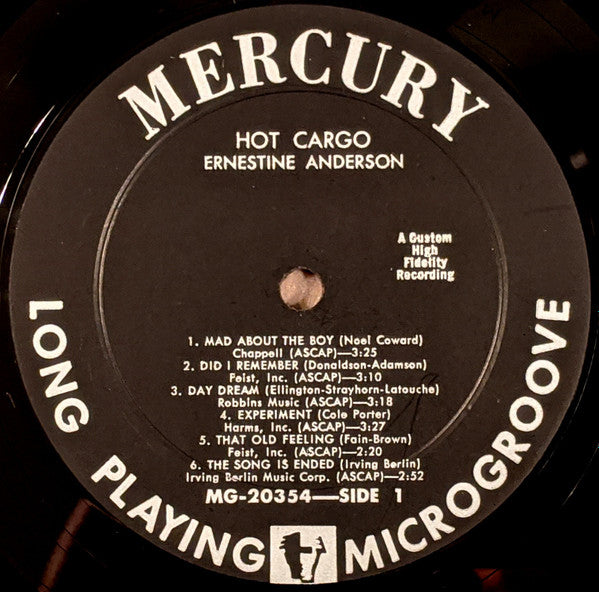 MERCURY
HOT CARGO
ERNESTINE ANDERSON
A Custom
High
Fidelity
Recording
1. MAD ABOUT THE BOY (Noel Coward)
Chappell (ASCAP)—3:25
2. DID I REMEMBER (Donaldson-Adamson)
Feist, Inc. (ASCAP)—3:10
3. DAY DREAM (Ellington-Strayhorn-Latouche)
Robbins Music (ASCAP)—3:18
4. EXPERIMENT (Cole Porter)
Harms, Inc. (ASCAP)—3:27
5. THAT OLD FEELING (Fain-Brown)
Feist, Inc. (ASCAP)—2:20
6. THE SONG IS ENDED (Irving Berlin)
Irving Berlin Music Corp. (ASCAP)—2:52
MG-20354—SIDE 1
LONG PLAYING MICROGROOVE